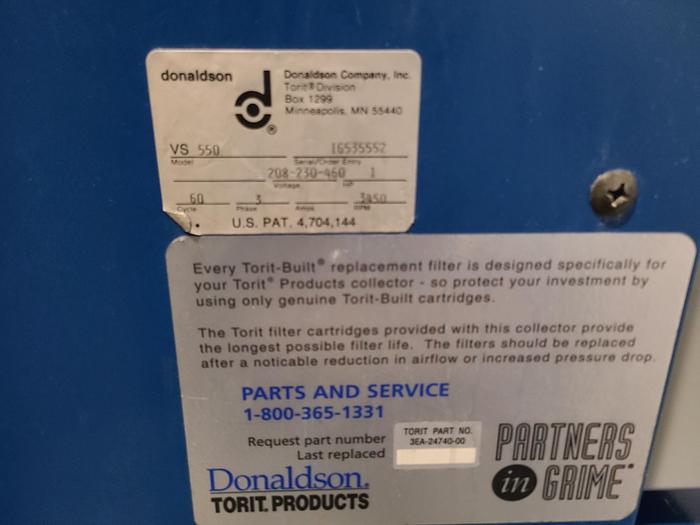 donaldson
Donaldson Company, Inc.
Torit® Division
Box 1299
Minneapolis, MN 55440
®
VS 550 16535552
Model Serial/Order Entry
208-230-460 1
Voltage HP
60 3 3450
Cycle Phase Amps RPM
U.S. PAT. 4,704,144
Every Torit-Built® replacement filter is designed specifically for
your Torit® Products collector - so protect your investment by
using only genuine Torit-Built cartridges.
The Torit filter cartridges provided with this collector provide
the longest possible filter life. The filters should be replaced
after a noticable reduction in airflow or increased pressure drop.
PARTS AND SERVICE
1-800-365-1331
Request part number
Last replaced
TORIT PART NO.
3EA-24740-00
Donaldson.
TORIT. PRODUCTS
PARTNERS
in GRIME